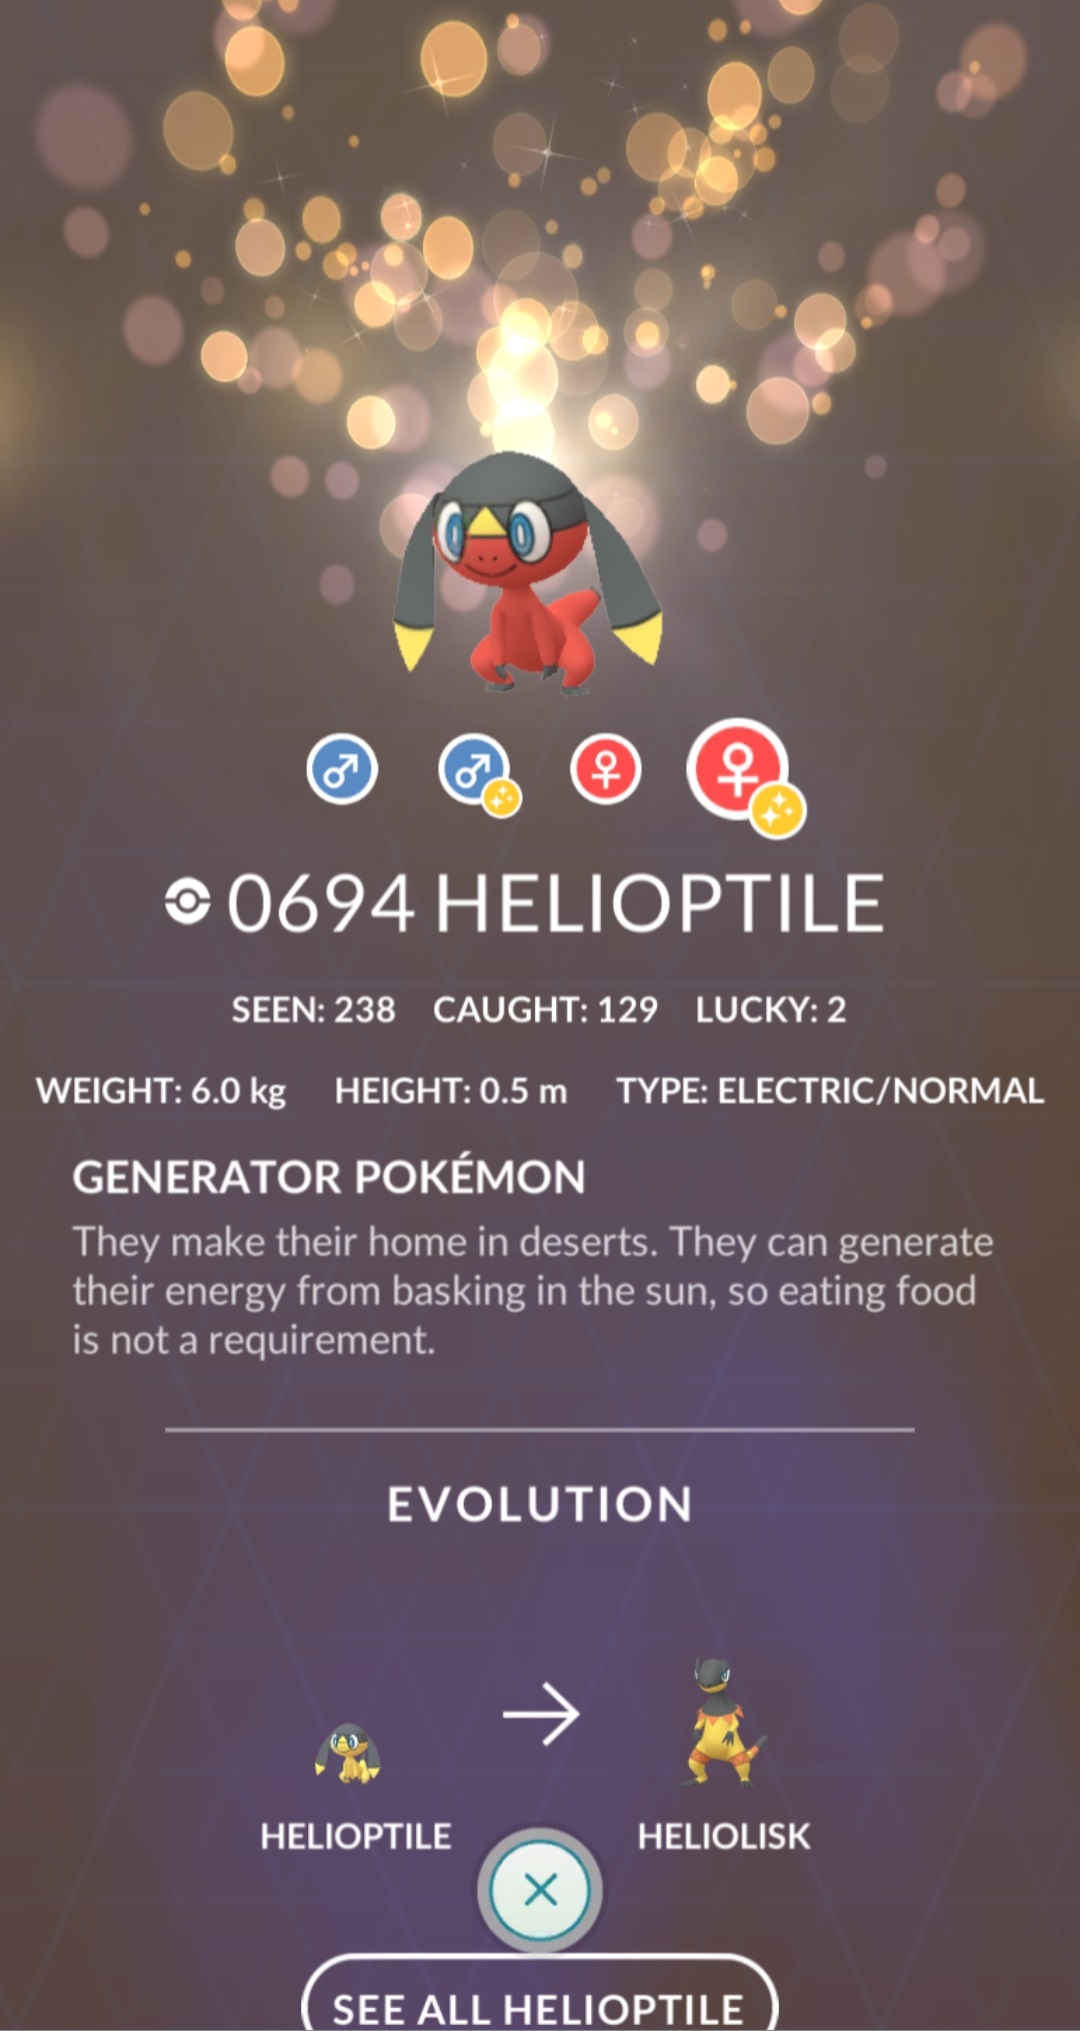 0694 HELIOPTILE
SEEN: 238 CAUGHT: 129 LUCKY: 2
WEIGHT: 6.0 kg HEIGHT: 0.5 m TYPE: ELECTRIC/NORMAL
GENERATOR POKÉMON
They make their home in deserts. They can generate
their energy from basking in the sun, so eating food
is not a requirement.
EVOLUTION
HELIOPTILE HELIOLISK
SEE ALL HELIOPTILE